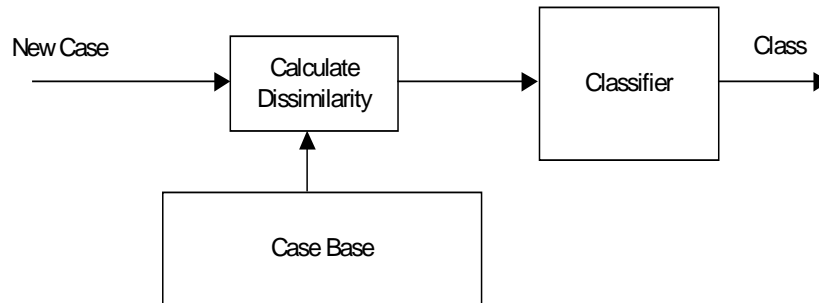 New Case
Calculate
Dissimilarity
Classifier
Class
Case Base